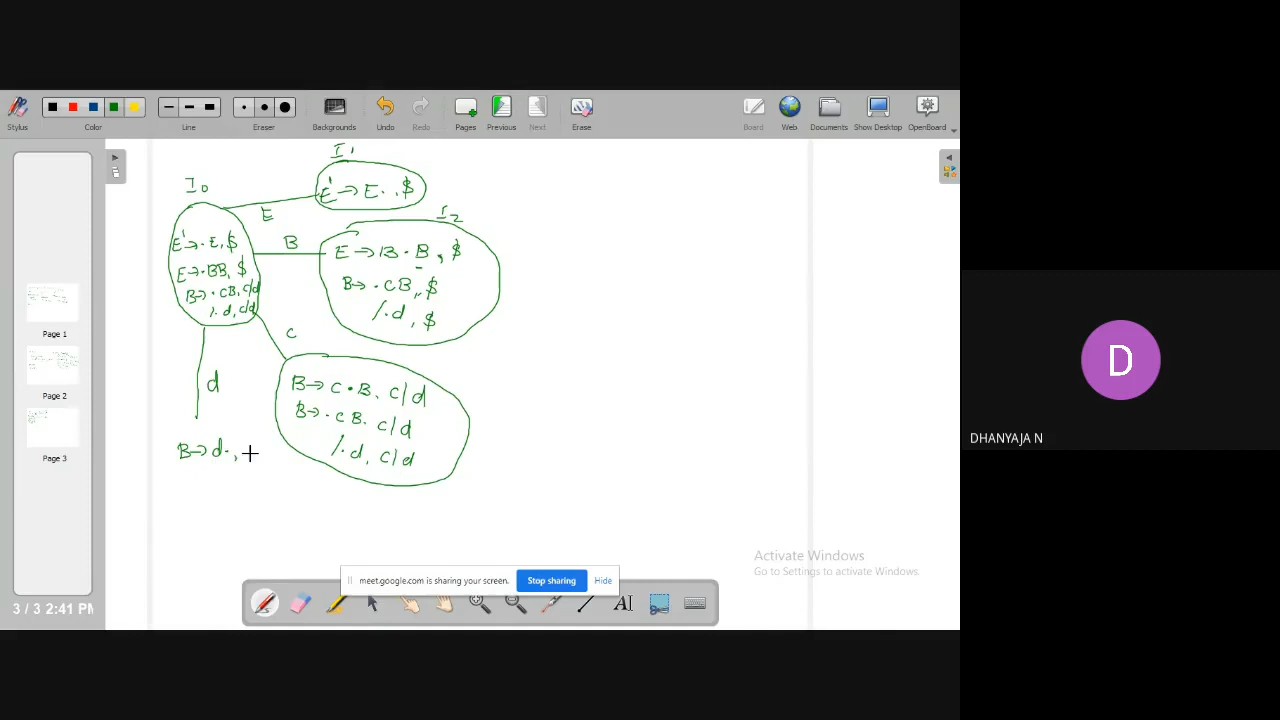 Stylus
Color
Line
Eraser
Backgrounds
Undo
Redo
Pages
Previous
Next
Erase
Board
Web
Documents
Show Desktop
OpenBoard
Page 1
Page 2
Page 3
3 / 3 2:41 PM
I0
E' → . E, $
E → . BB, $
B → . CB, c/d
/ . d, c/d
E
I1
E' → E . , $
B
I2
E → B . B, $
B → . CB, $
/ . d, $
C
B → C . B, c/d
B → . CB, c/d
/ . d, c/d
d
B → d . ,
Activate Windows
Go to Settings to activate Windows.
meet.google.com is sharing your screen.
Stop sharing
Hide
AI
D
DHANYAJA N